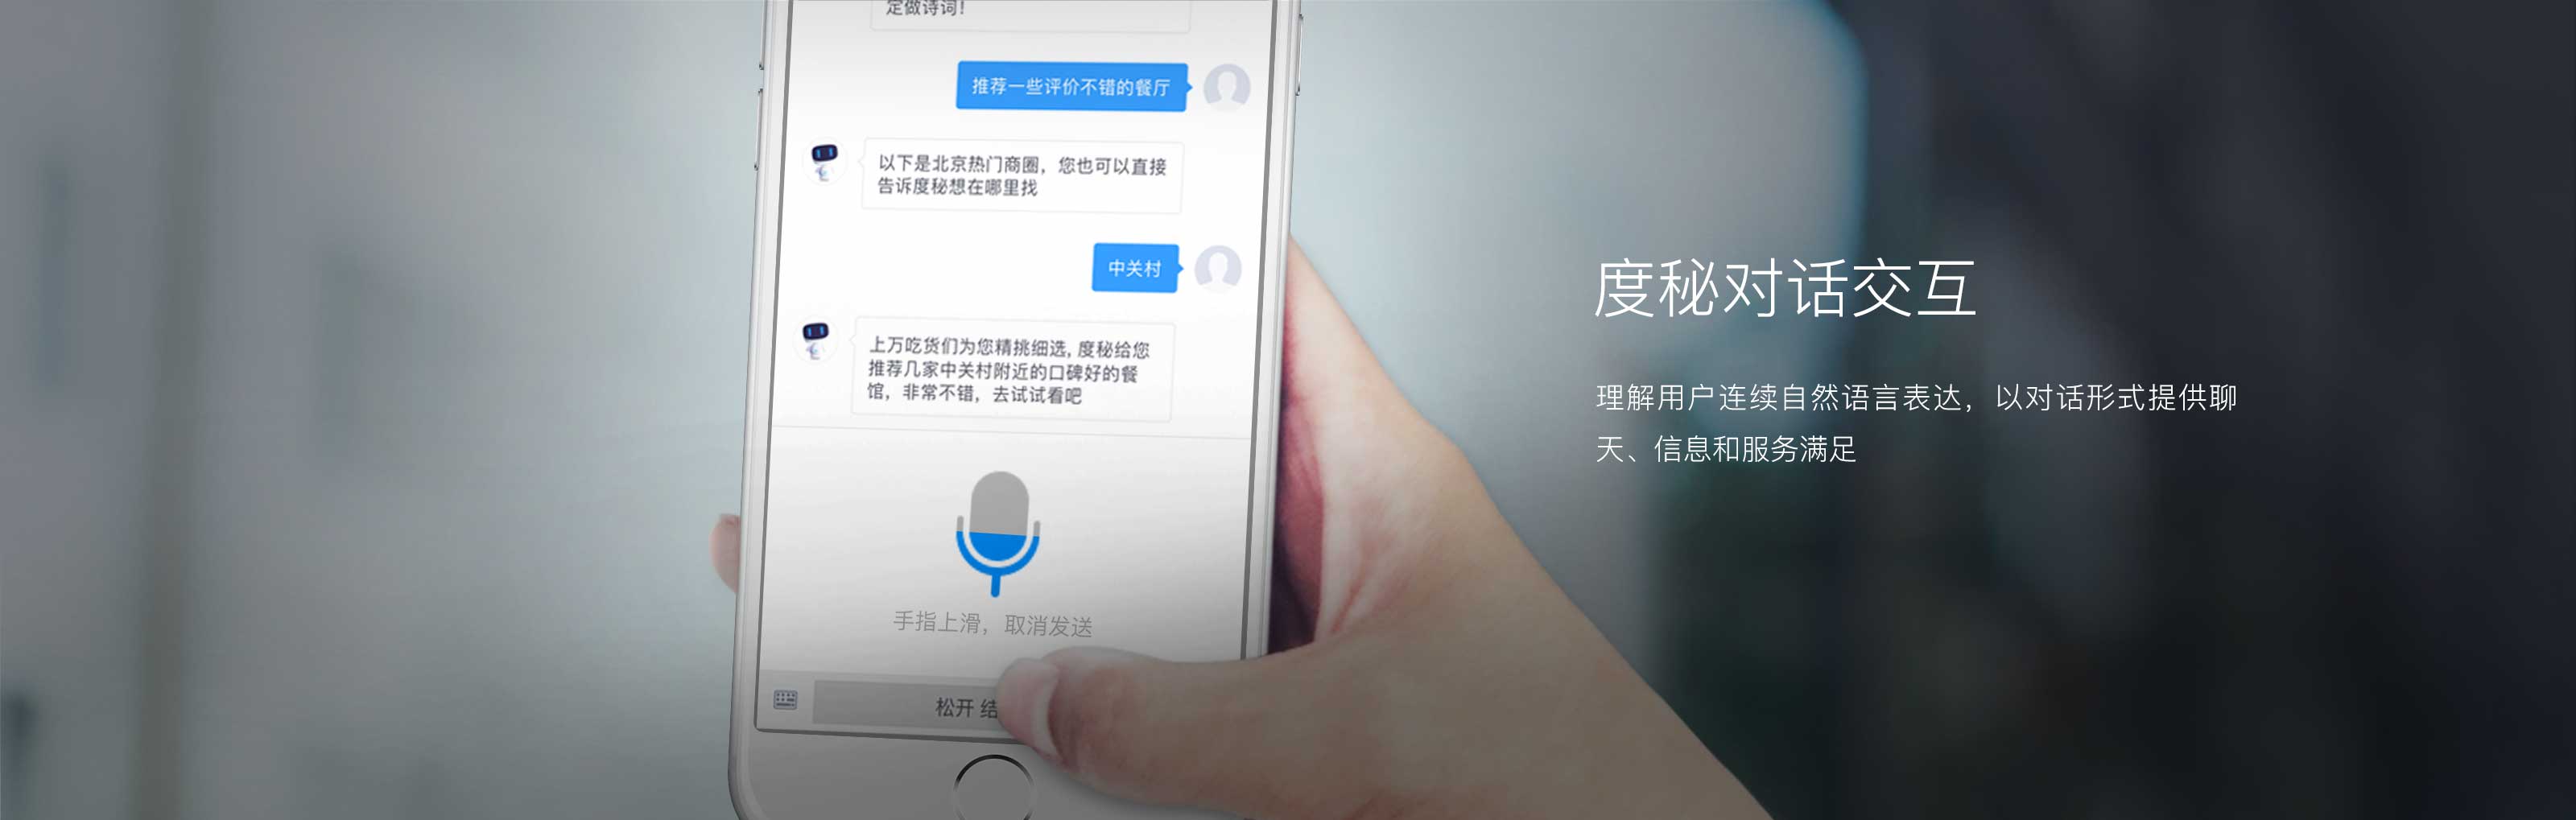 定做诗词！
推荐一些评价不错的餐厅
以下是北京热门商圈，您也可以直接
告诉度秘想在哪里找
中关村
上万吃货们为您精挑细选，度秘给您
推荐几家中关村附近的口碑好的餐
馆，非常不错，去试试看吧
手指上滑，取消发送
松开 结
度秘对话交互
理解用户连续自然语言表达，以对话形式提供聊
天、信息和服务满足